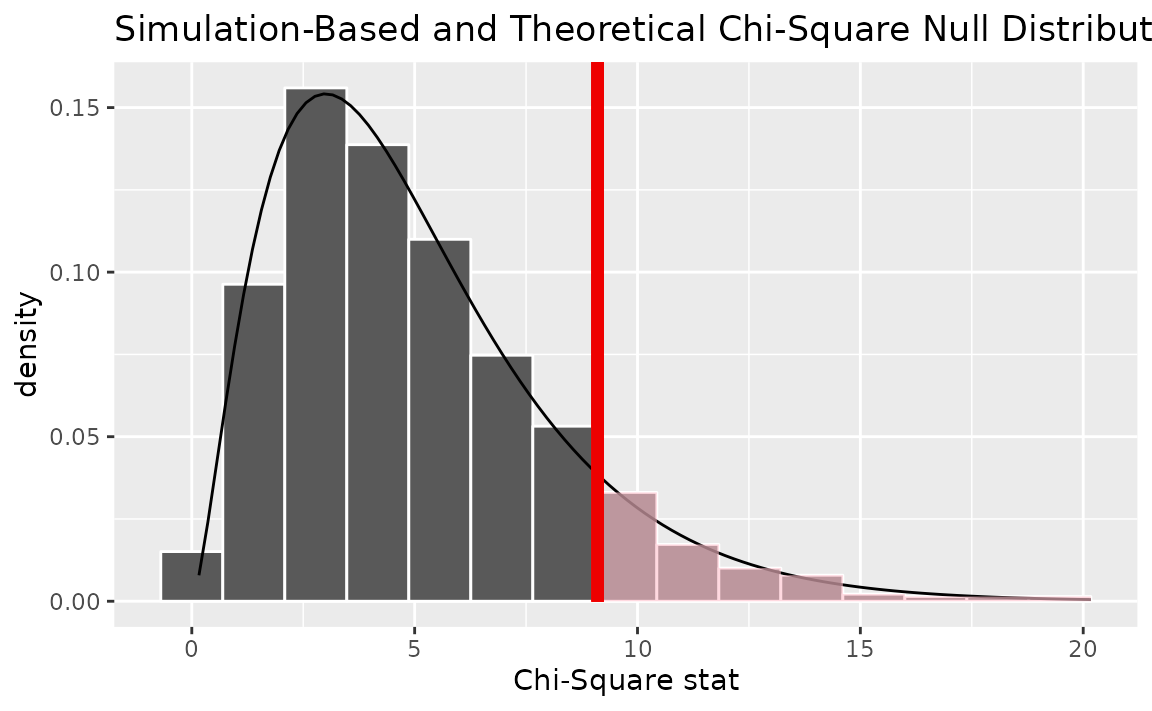 Simulation-Based and Theoretical Chi-Square Null Distribut
0.15
0.10
0.05
0.00
density
0 5 10 15 20
Chi-Square stat